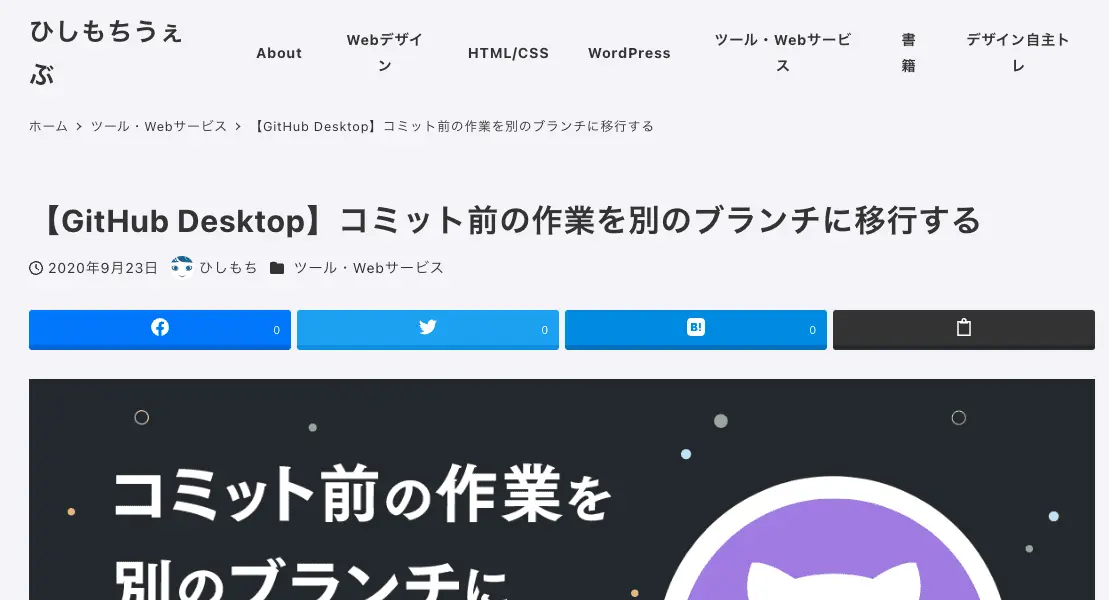 ひしもちうぇ
ぶ
About
Webデザイ
ン
HTML/CSS
WordPress
ツール・Webサービ
ス
書
籍
デザイン自主ト
レ
ホーム > ツール・Webサービス > 【GitHub Desktop】コミット前の作業を別のブランチに移行する
【GitHub Desktop】コミット前の作業を別のブランチに移行する
2020年9月23日 ひしもち ツール・Webサービス
0
0
B! 0
コミット前の作業を
別のブランチに